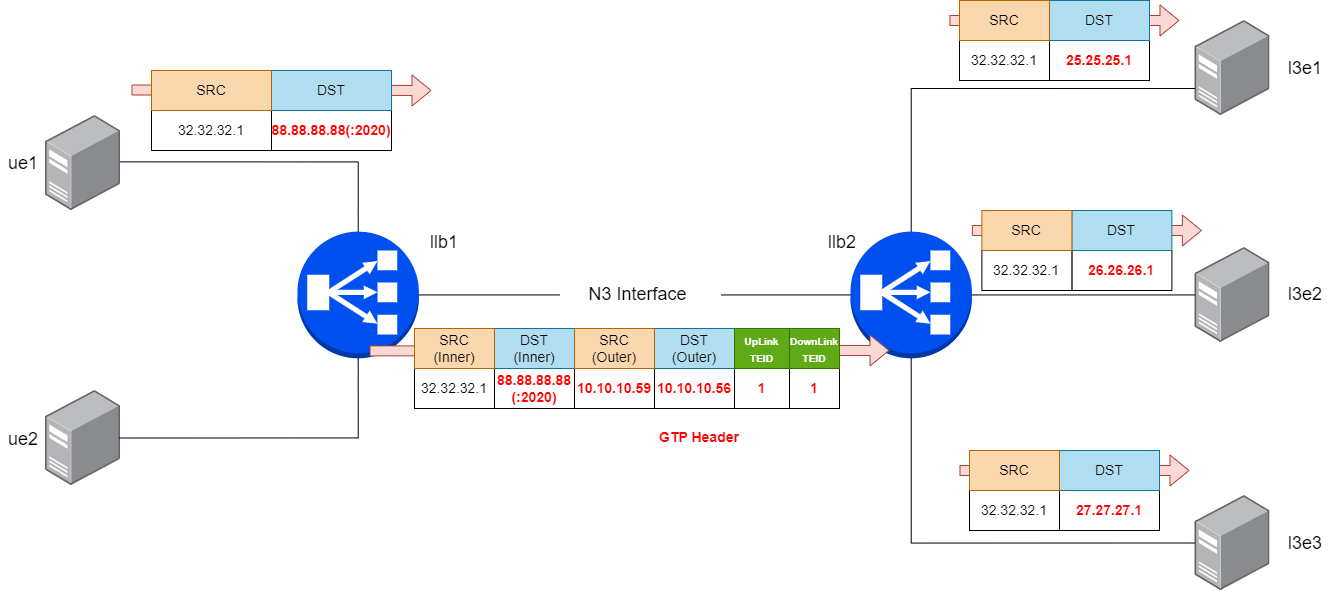 SRC DST
32.32.32.1 25.25.25.1
l3e1
SRC DST
32.32.32.1 88.88.88.88(:2020)
ue1
SRC DST
32.32.32.1 26.26.26.1
llb1
llb2
l3e2
N3 Interface
SRC (Inner) DST (Inner) SRC (Outer) DST (Outer) UpLink TEID DownLink TEID
32.32.32.1 88.88.88.88 (:2020) 10.10.10.59 10.10.10.56 1 1
GTP Header
ue2
SRC DST
32.32.32.1 27.27.27.1
l3e3